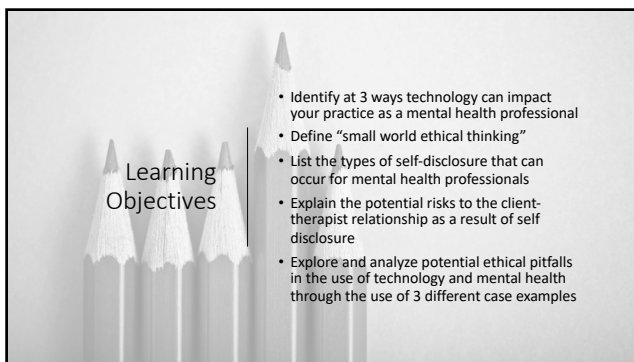 Learning
Objectives
• Identify at 3 ways technology can impact
your practice as a mental health professional
• Define “small world ethical thinking”
• List the types of self-disclosure that can
occur for mental health professionals
• Explain the potential risks to the client-
therapist relationship as a result of self
disclosure
• Explore and analyze potential ethical pitfalls
in the use of technology and mental health
through the use of 3 different case examples